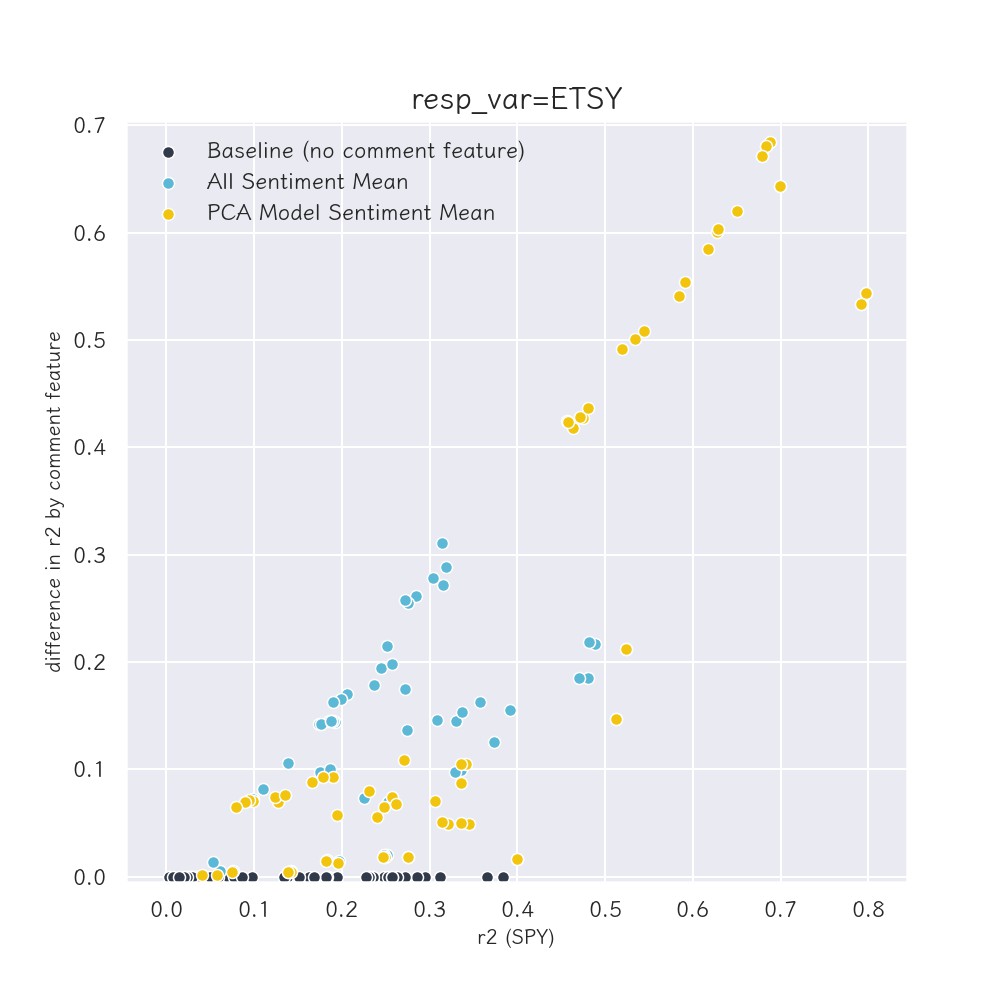 resp_var=ETSY
Baseline (no comment feature)
All Sentiment Mean
PCA Model Sentiment Mean
difference in r2 by comment feature
0.7
0.6
0.5
0.4
0.3
0.2
0.1
0.0
0.0 0.1 0.2 0.3 0.4 0.5 0.6 0.7 0.8
r2 (SPY)